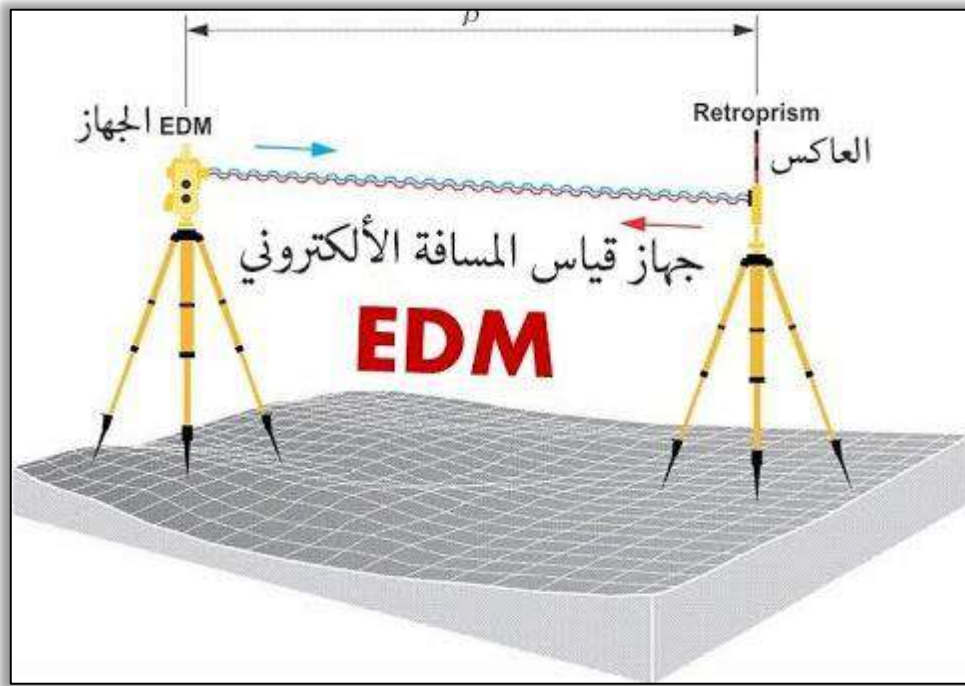 ρ
EDM الجهاز
Retroprism
العاكس
جهاز قياس المسافة الألكتروني
EDM